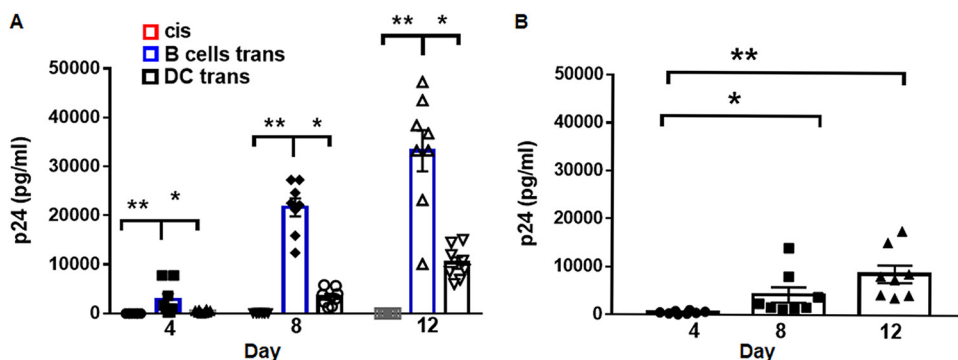 A
cis
B cells trans
DC trans
** *
** *
** *
50000
40000
30000
20000
10000
0
p24 (pg/ml)
4 8 12
Day
B
**
*
50000
40000
30000
20000
10000
0
p24 (pg/ml)
4 8 12
Day